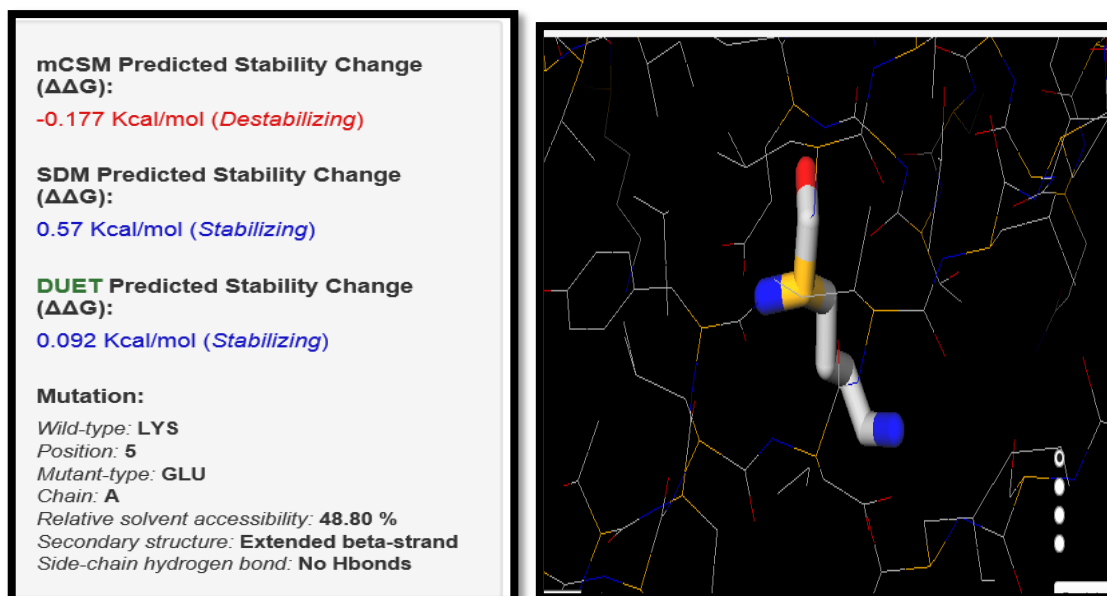 mCSM Predicted Stability Change
(ΔΔG):
-0.177 Kcal/mol (Destabilizing)
SDM Predicted Stability Change
(ΔΔG):
0.57 Kcal/mol (Stabilizing)
DUET Predicted Stability Change
(ΔΔG):
0.092 Kcal/mol (Stabilizing)
Mutation:
Wild-type: LYS
Position: 5
Mutant-type: GLU
Chain: A
Relative solvent accessibility: 48.80 %
Secondary structure: Extended beta-strand
Side-chain hydrogen bond: No Hbonds